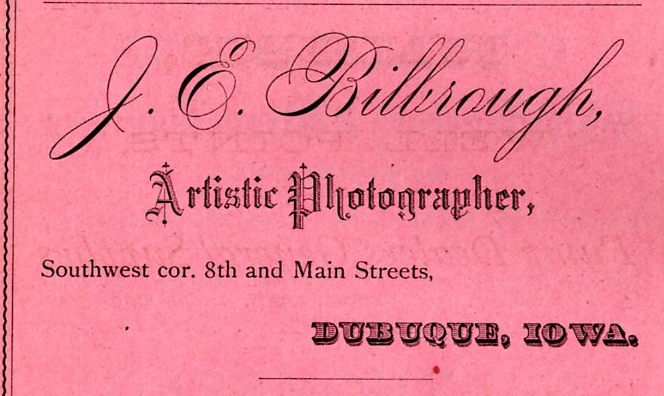 J. E. Bilbrough,
Artistic Photographer,
Southwest cor. 8th and Main Streets,
DUBUQUE, IOWA.